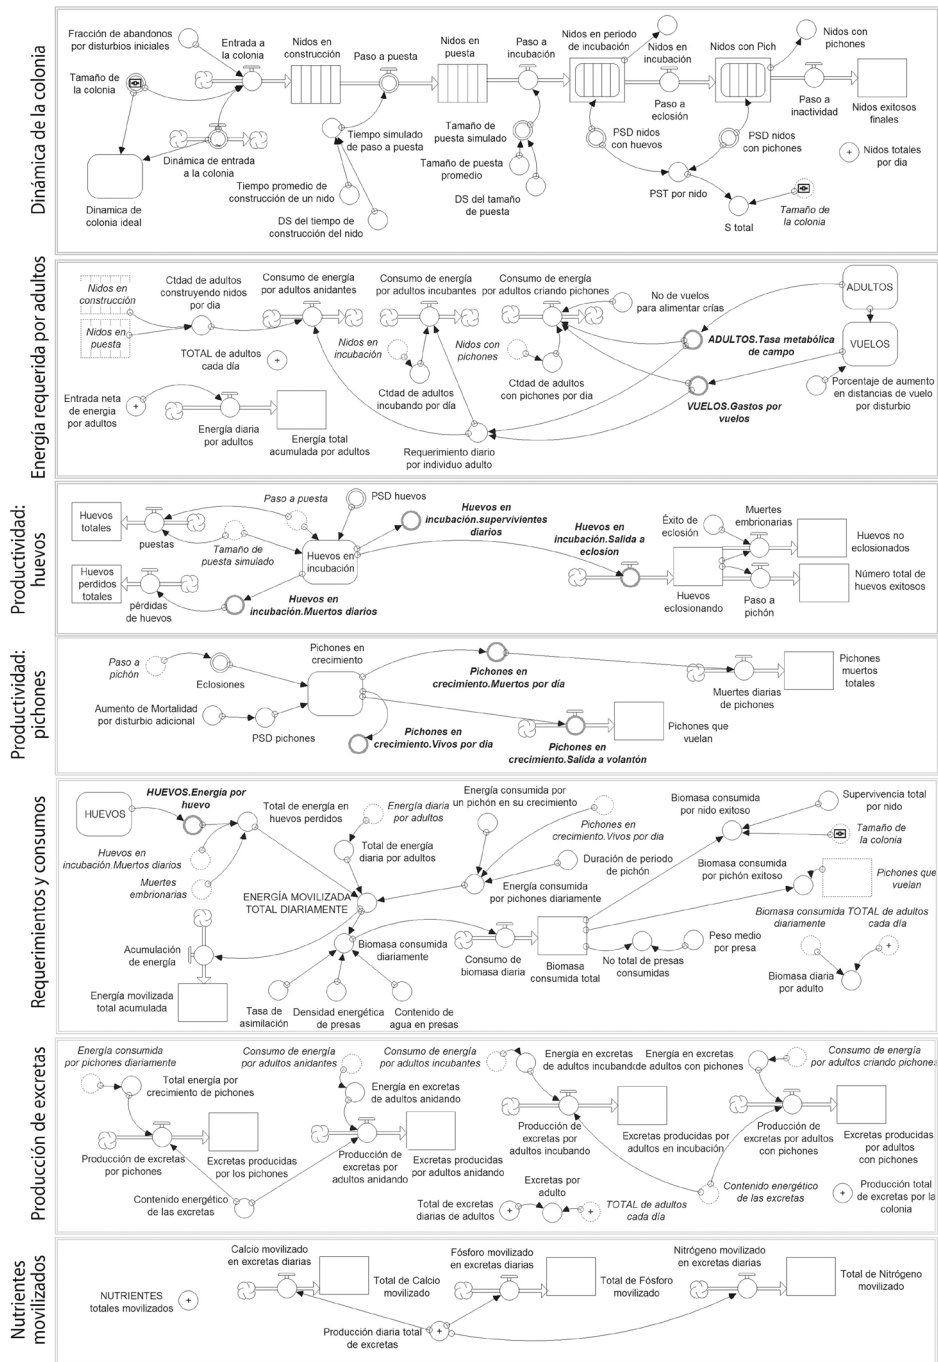 Dinámica de la colonia
Fracción de abandonos
por disturbios iniciales
Entrada a
la colonia
Nidos en
construcción
Paso a puesta
Nidos en
puesta
Paso a
incubación
Nidos en periodo
de incubación
Nidos en
incubación
Nidos con Pich
Nidos con
pichones
Tamaño de
la colonia
Paso a
eclosión
Paso a
inactividad
Nidos exitosos
finales
Dinámica de entrada
a la colonia
Tiempo simulado
de paso a puesta
Tamaño de
puesta simulado
PSD nidos
con huevos
PSD nidos
con pichones
Nidos totales
por dia
Tamaño de puesta
promedio
Tiempo promedio de
construcción de un nido
DS del tamaño de
puesta
PST por nido
Dinamica de
colonia ideal
DS del tiempo de
construcción del nido
S total
Tamaño de
la colonia
Energía requerida por adultos
Nidos en
construcción
Ctdad de adultos
construyendo nidos
por día
Consumo de energía
por adultos anidantes
Consumo de energía
por adultos incubantes
Consumo de energía
por adultos criando pichones
No de vuelos
para alimentar crías
ADULTOS
Nidos en
puesta
TOTAL de adultos
cada día
Nidos en
incubación
Nidos con
pichones
ADULTOS.Tasa metabólica
de campo
VUELOS
Entrada neta
de energia
por adultos
Energía diaria
por adultos
Energía total
acumulada por adultos
Ctdad de adultos
incubando por día
Ctdad de adultos
con pichones por dia
VUELOS.Gastos por
vuelos
Porcentaje de aumento
en distancias de vuelo
por disturbio
Requerimiento diario
por individuo adulto
Productividad:
huevos
Huevos
totales
Paso a puesta
PSD huevos
Huevos en
incubación.supervivientes
diarios
Huevos en
incubación.Salida a
eclosion
Éxito de
eclosión
Muertes
embrionarias
Huevos no
eclosionados
puestas
Tamaño de
puesta simulado
Huevos en
incubación
Huevos
perdidos
totales
pérdidas
de huevos
Huevos en
incubación.Muertos diarios
Huevos
eclosionando
Paso a
pichón
Número total de
huevos exitosos
Productividad:
pichones
Paso a
pichón
Eclosiones
Pichones en
crecimiento
Pichones en
crecimiento.Muertos por día
Muertes diarias
de pichones
Pichones
muertos
totales
Aumento de Mortalidad
por disturbio adicional
PSD pichones
Pichones en
crecimiento.Vivos por dia
Pichones en
crecimiento.Salida a volantón
Pichones que
vuelan
Requerimientos y consumos
HUEVOS
HUEVOS.Energía por
huevo
Total de energía en
huevos perdidos
Energía diaria
por adultos
Energía consumida por
un pichón en su crecimiento
Pichones en
crecimiento.Vivos por dia
Biomasa consumida
por nido exitoso
Supervivencia total
por nido
Tamaño de
la colonia
Huevos en
incubación.Muertos diarios
Total de energía
diaria por adultos
Duración de periodo
de pichón
Biomasa consumida
por pichón exitoso
Pichones que
vuelan
Muertes
embrionarias
ENERGÍA MOVILIZADA
TOTAL DIARIAMENTE
Energía consumida
por pichones diariamente
Acumulación
de energía
Biomasa consumida
diariamente
Consumo de
biomasa diaria
Biomasa
consumida total
No total de presas
consumidas
Peso medio
por presa
Biomasa consumida
diariamente
TOTAL de adultos
cada día
Biomasa diaria
por adulto
Energía movilizada
total acumulada
Tasa de
asimilación
Densidad energética
de presas
Contenido de
agua en presas
Producción de excretas
Energía consumida
por pichones diariamente
Total energía por
crecimiento de pichones
Consumo de energía
por adultos anidantes
Energía en excretas
de adultos anidando
Consumo de energía
por adultos incubantes
Energía en excretas
de adultos incubando
Energía en excretas
de adultos con pichones
Consumo de energía
por adultos criando pichones
Producción de excretas
por pichones
Excretas producidas
por los pichones
Producción de
excretas por
adultos anidando
Excretas producidas
por adultos anidando
Producción de
excretas por
adultos incubando
Excretas producidas por
adultos en incubación
Producción de
excretas por adultos
con pichones
Excretas producidas
por adultos
con pichones
Contenido energético
de las excretas
Total de excretas
diarias de adultos
Excretas por
adulto
TOTAL de adultos
cada día
Contenido energético
de las excretas
Producción total
de excretas por la
colonia
Nutrientes
movilizados
NUTRIENTES
totales movilizados
Calcio movilizado
en excretas diarias
Total de Calcio
movilizado
Fósforo movilizado
en excretas diarias
Total de Fósforo
movilizado
Nitrógeno movilizado
en excretas diarias
Total de Nitrógeno
movilizado
Producción diaria total
de excretas